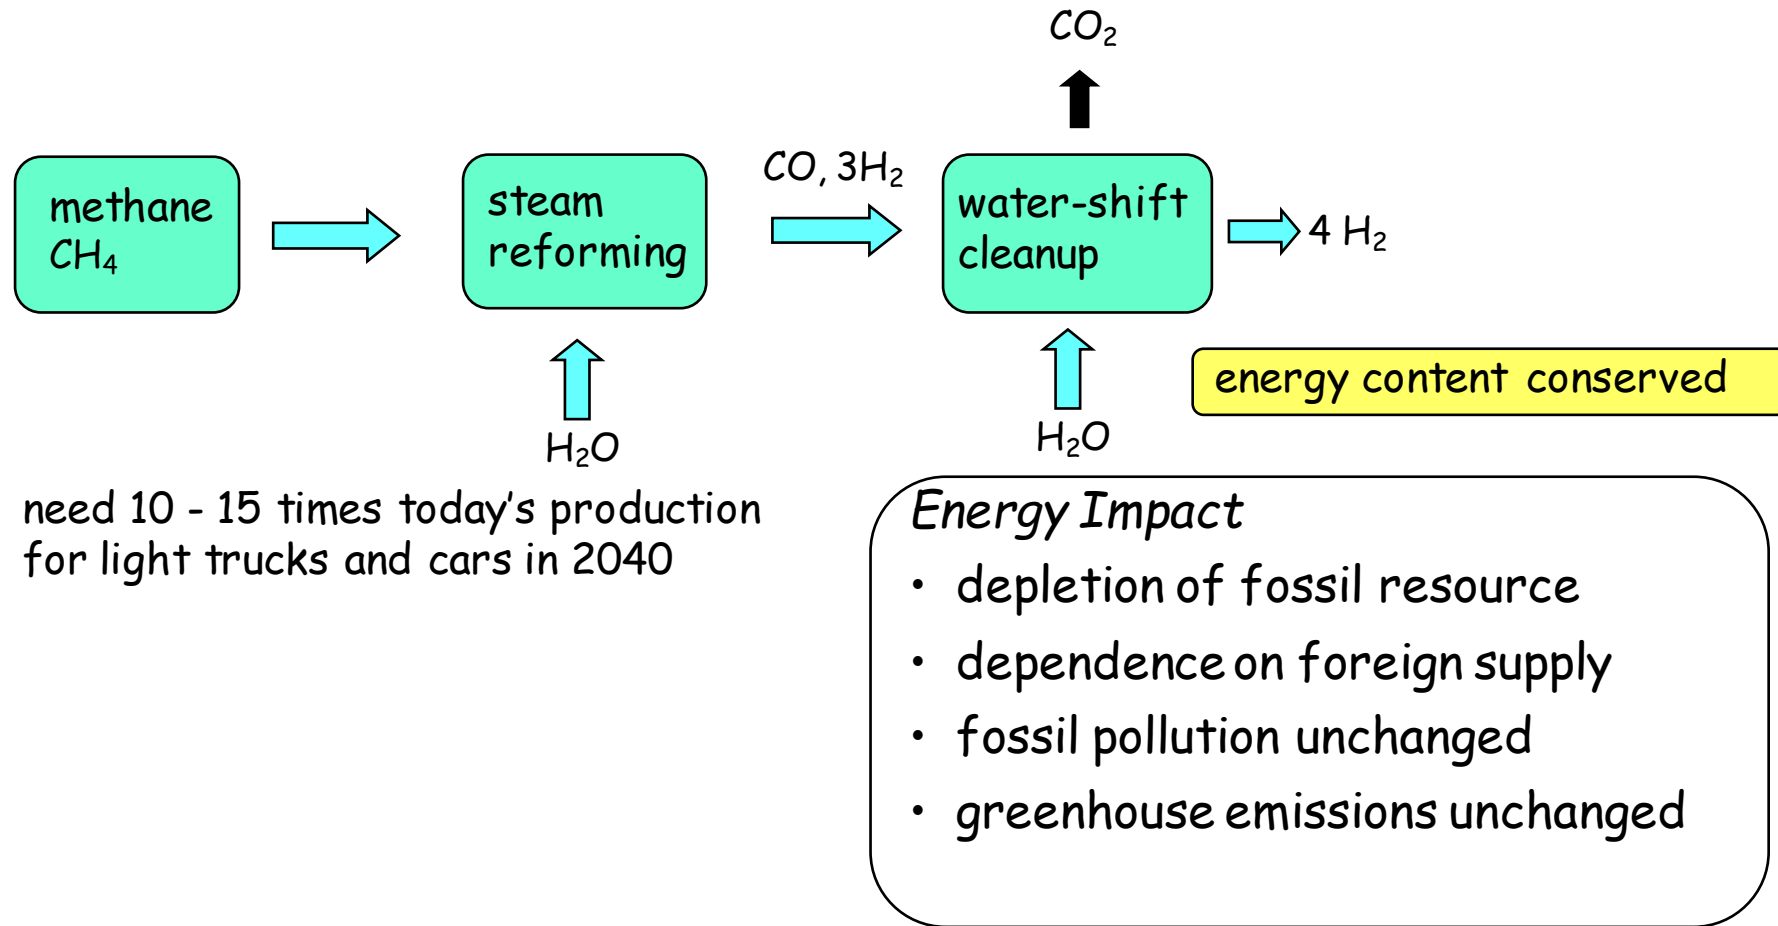 CO₂
methane
CH₄
steam
reforming
CO, 3H₂
water-shift
cleanup
4 H₂
energy content conserved
H₂O
H₂O
need 10 - 15 times today's production
for light trucks and cars in 2040
Energy Impact
• depletion of fossil resource
• dependence on foreign supply
• fossil pollution unchanged
• greenhouse emissions unchanged